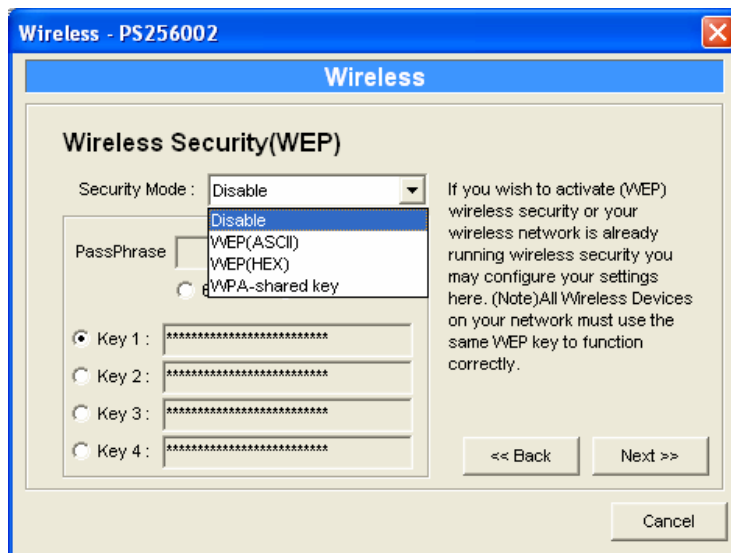 Wireless - PS256002
Wireless
Wireless Security(WEP)
Security Mode : Disable
Disable
WEP(ASCII)
WEP(HEX)
WPA-shared key
PassPhrase
Key 1 : **************************
Key 2 : **************************
Key 3 : **************************
Key 4 : **************************
If you wish to activate (WEP)
wireless security or your
wireless network is already
running wireless security you
may configure your settings
here. (Note)All Wireless Devices
on your network must use the
same WEP key to function
correctly.
<< Back
Next >>
Cancel